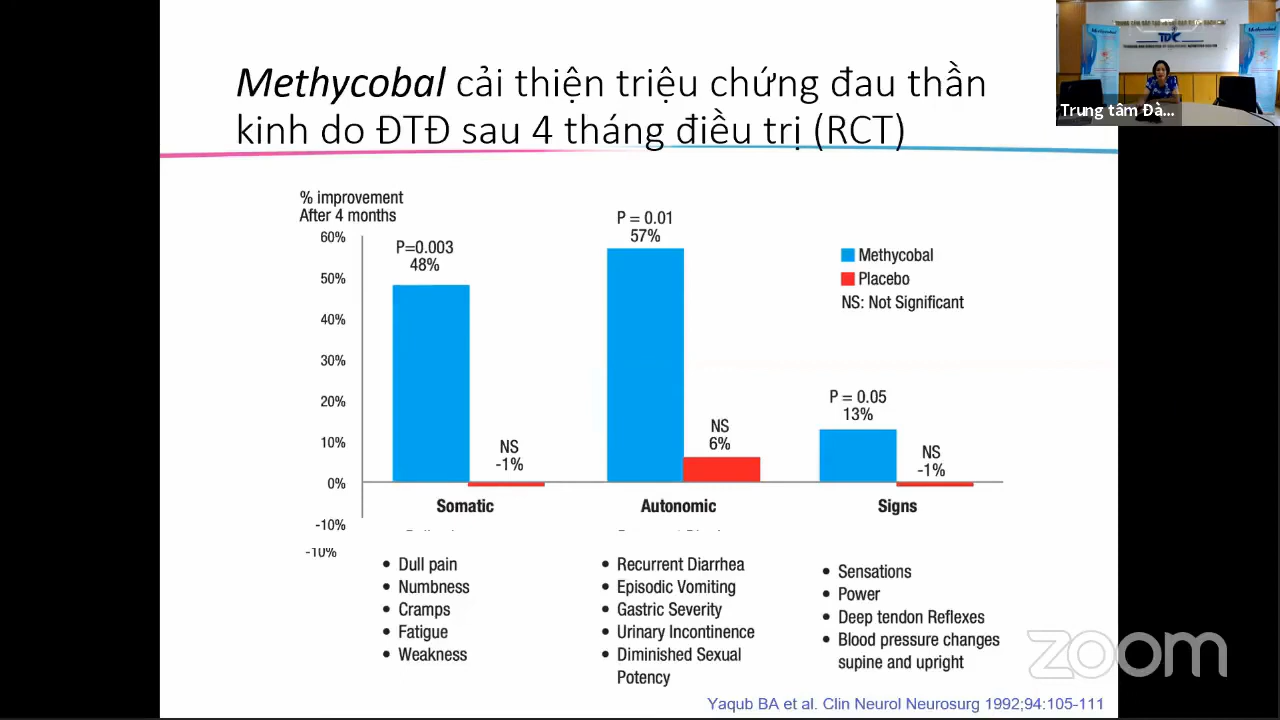 Methycobal cải thiện triệu chứng đau thần
kinh do ĐTĐ sau 4 tháng điều trị (RCT)
Methycobal
TDC
Methycobal
Trung tâm Đà...
% improvement
After 4 months
60%
50%
40%
30%
20%
10%
0%
-10%
-10%
P=0.003
48%
NS
-1%
P = 0.01
57%
NS
6%
P = 0.05
13%
NS
-1%
Methycobal
Placebo
NS: Not Significant
Somatic
Autonomic
Signs
• Dull pain
• Numbness
• Cramps
• Fatigue
• Weakness
• Recurrent Diarrhea
• Episodic Vomiting
• Gastric Severity
• Urinary Incontinence
• Diminished Sexual
Potency
• Sensations
• Power
• Deep tendon Reflexes
• Blood pressure changes
supine and upright
zoom
Yaqub BA et al. Clin Neurol Neurosurg 1992;94:105-111